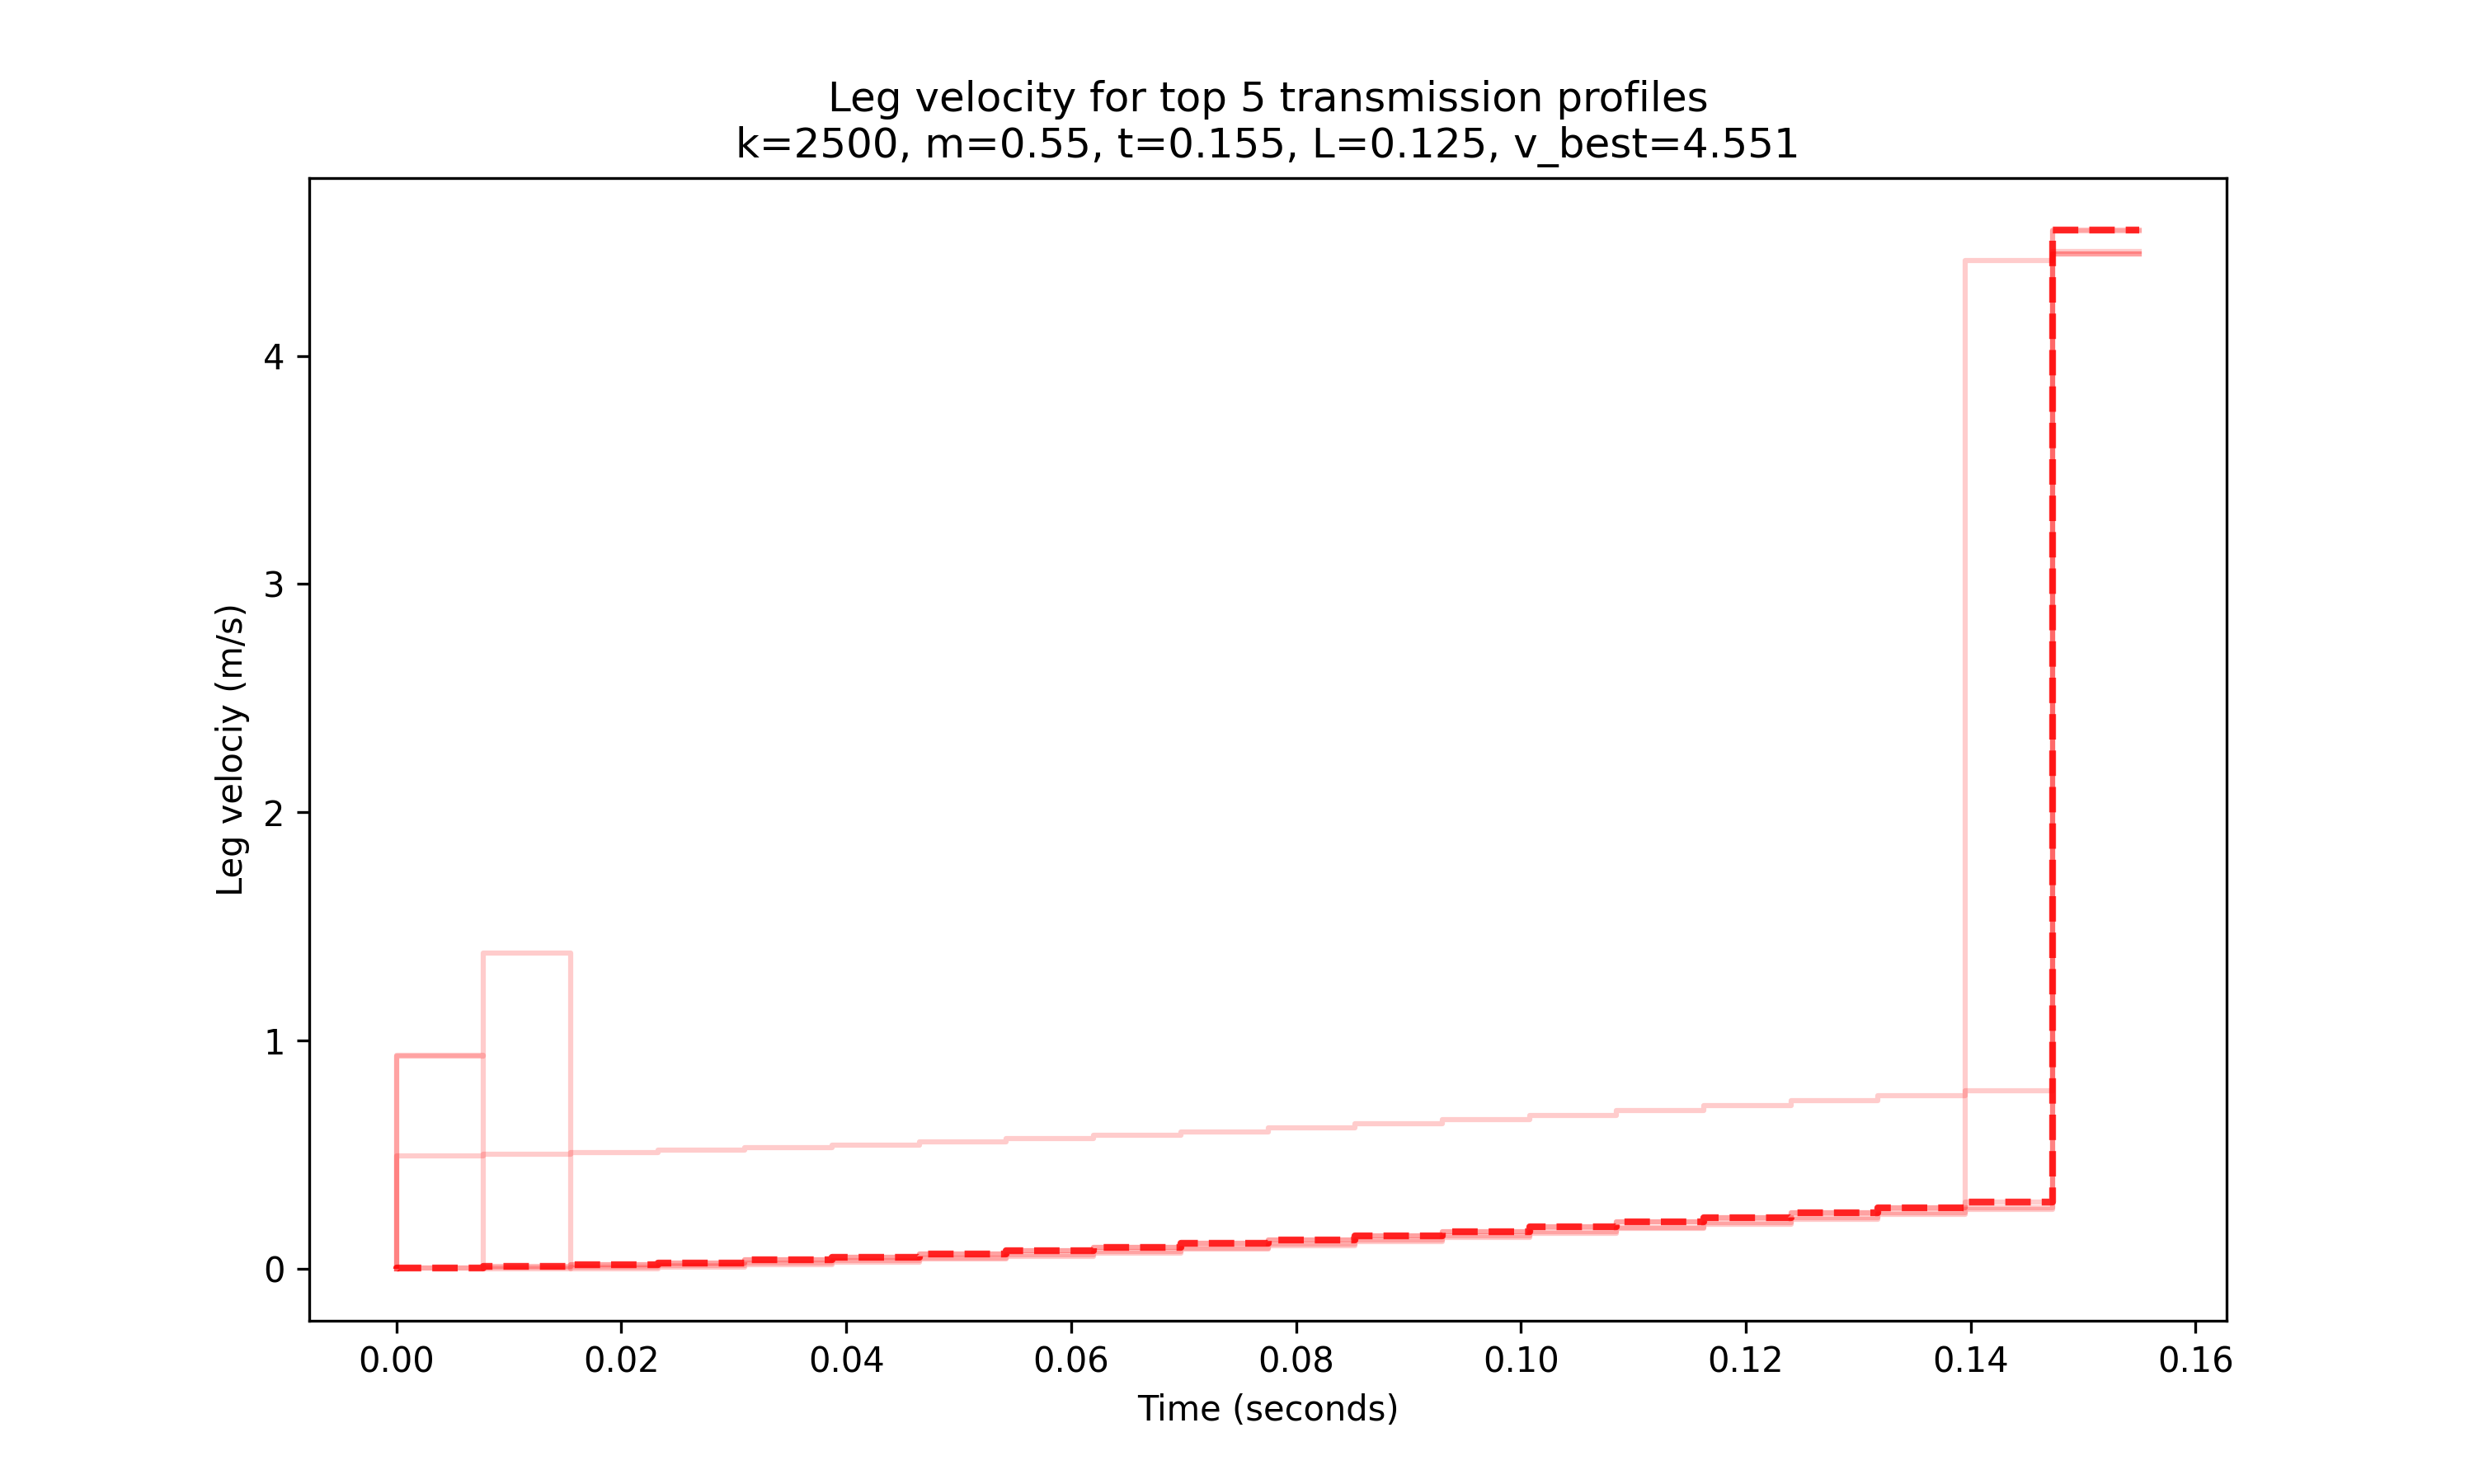 Leg velocity for top 5 transmission profiles
k=2500, m=0.55, t=0.155, L=0.125, v_best=4.551
Leg velociy (m/s)
4
3
2
1
0
0.00 0.02 0.04 0.06 0.08 0.10 0.12 0.14 0.16
Time (seconds)